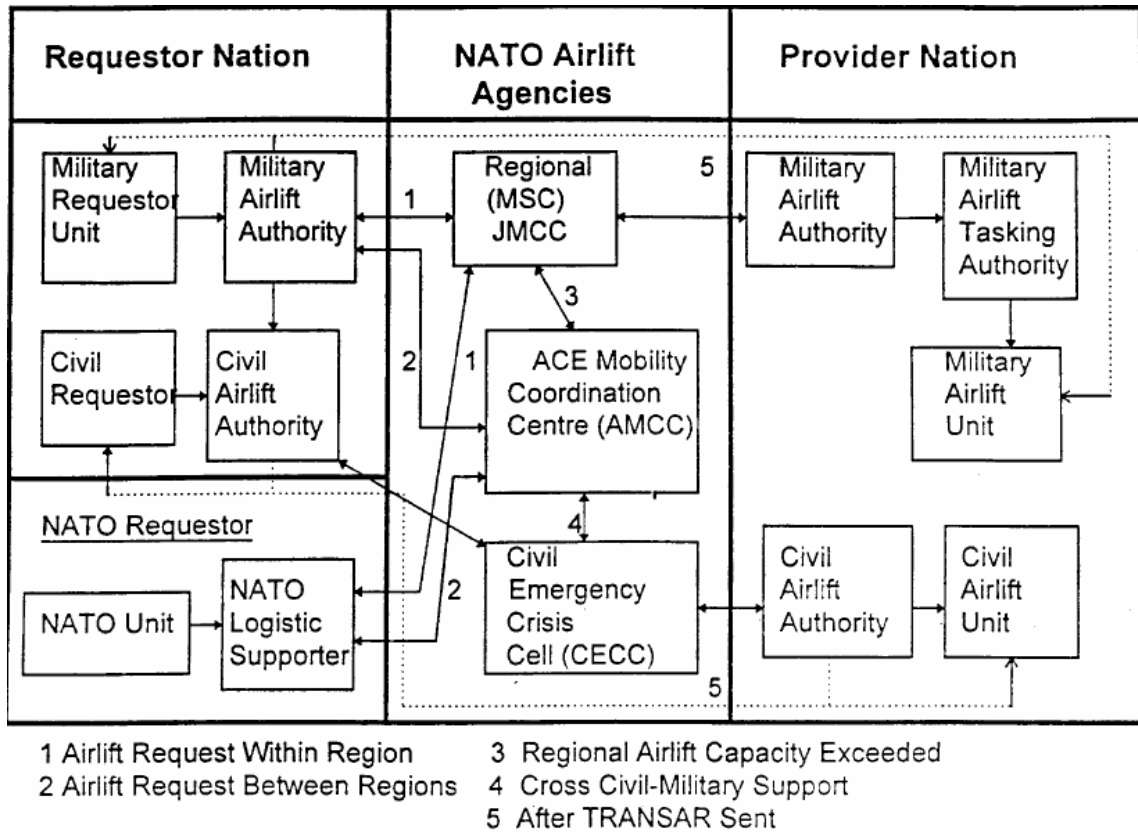 Requestor Nation
NATO Airlift
Agencies
Provider Nation
Military
Requestor
Unit
Military
Airlift
Authority
1
Regional
(MSC)
JMCC
5
Military
Airlift
Authority
Military
Airlift
Tasking
Authority
3
2
1
Civil
Requestor
Civil
Airlift
Authority
ACE Mobility
Coordination
Centre (AMCC)
Military
Airlift
Unit
4
NATO Requestor
NATO Unit
NATO
Logistic
Supporter
2
Civil
Emergency
Crisis
Cell (CECC)
5
Civil
Airlift
Authority
Civil
Airlift
Unit
1 Airlift Request Within Region
2 Airlift Request Between Regions
3 Regional Airlift Capacity Exceeded
4 Cross Civil-Military Support
5 After TRANSAR Sent